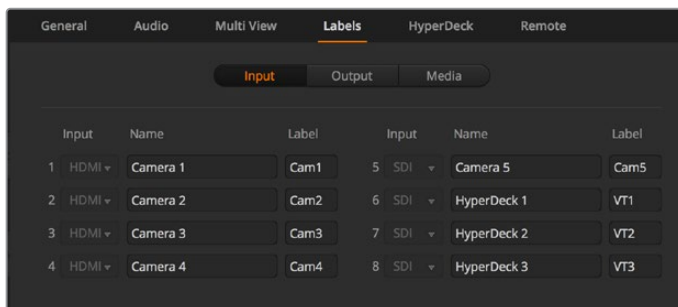 General Audio Multi View Labels HyperDeck Remote
Input Output Media
Input Name Label Input Name Label
1 HDMI Camera 1 Cam1 5 SDI Camera 5 Cam5
2 HDMI Camera 2 Cam2 6 SDI HyperDeck 1 VT1
3 HDMI Camera 3 Cam3 7 SDI HyperDeck 2 VT2
4 HDMI Camera 4 Cam4 8 SDI HyperDeck 3 VT3